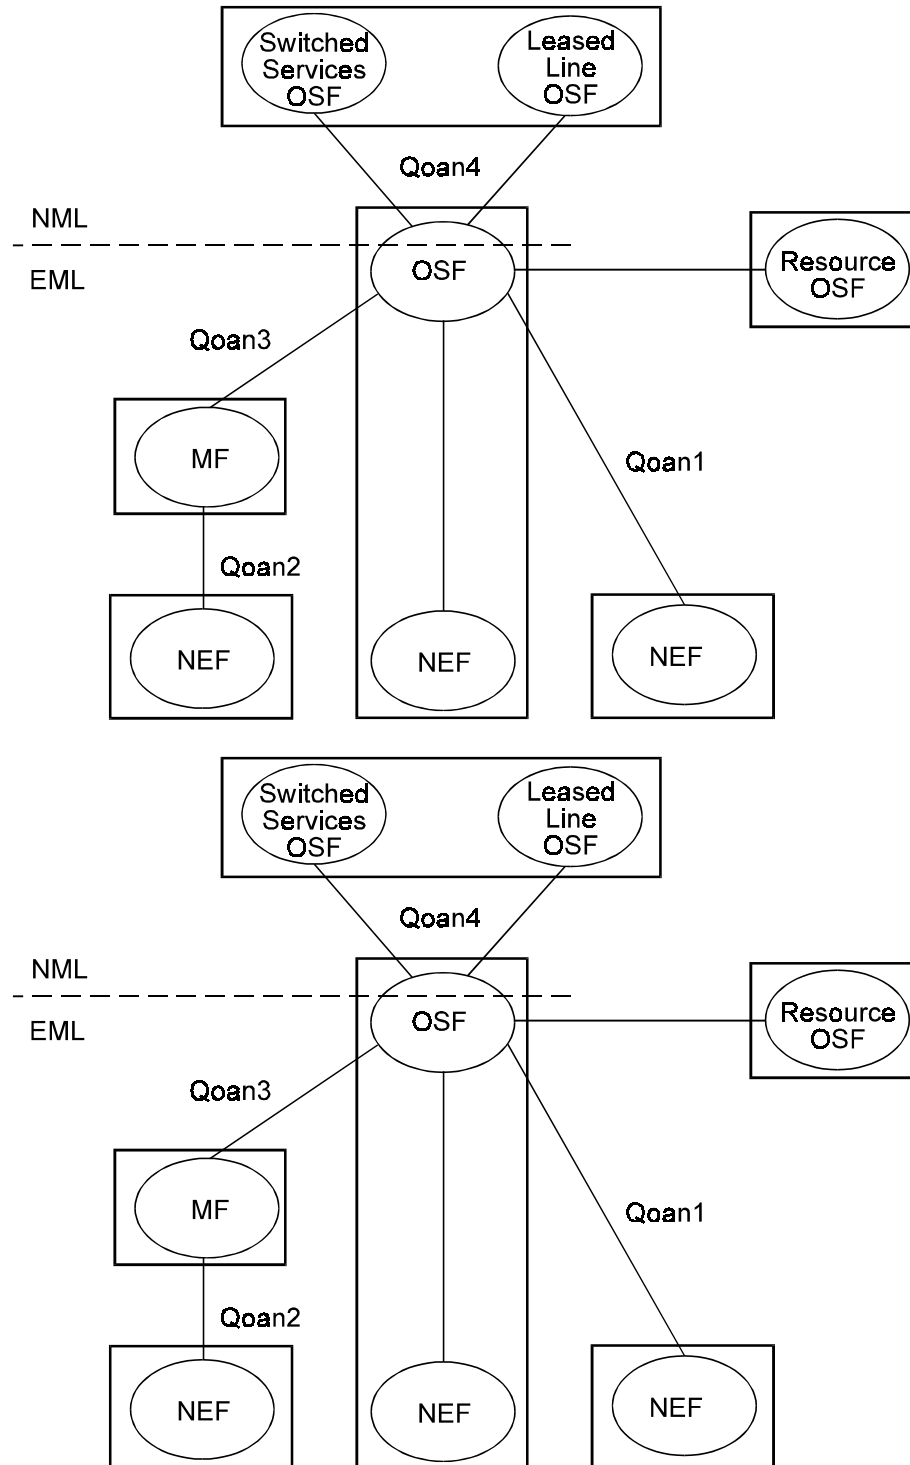 Switched
Services
OSF
Leased
Line
OSF
Qoan4
NML
EML
OSF
Resource
OSF
Qoan3
MF
Qoan1
Qoan2
NEF
NEF
NEF
Switched
Services
OSF
Leased
Line
OSF
Qoan4
NML
EML
OSF
Resource
OSF
Qoan3
MF
Qoan1
Qoan2
NEF
NEF
NEF